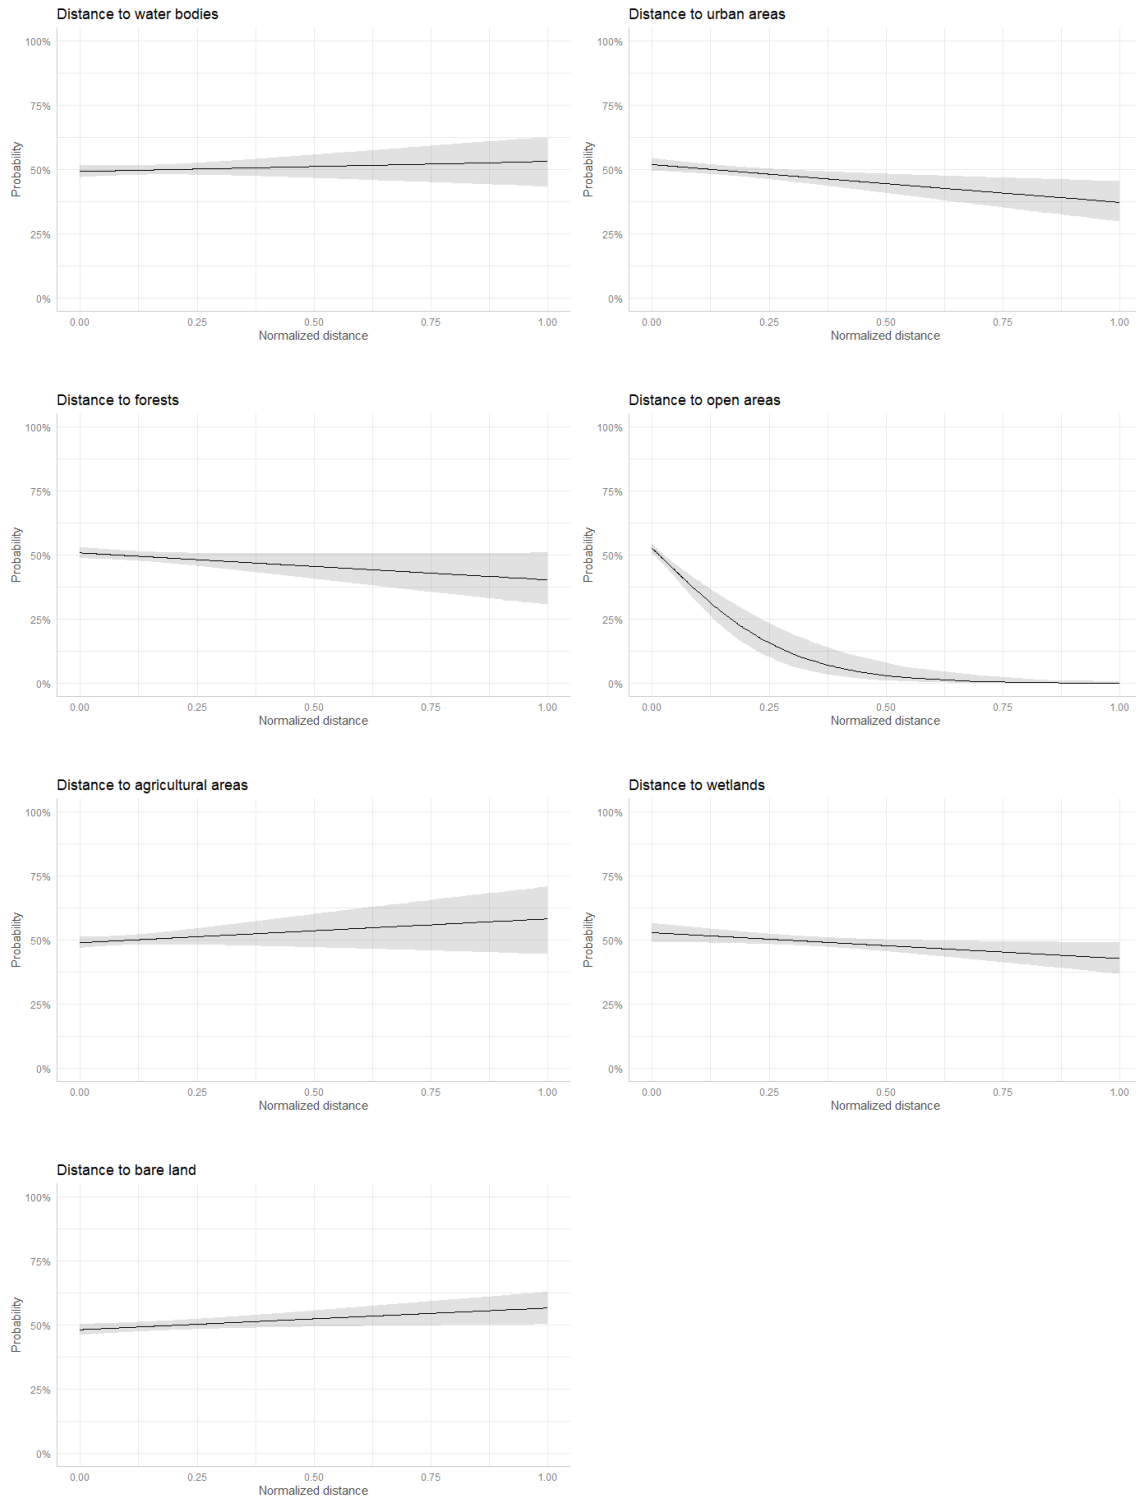 Distance to water bodies
100%
75%
50%
25%
0%
Probability
0.00 0.25 0.50 0.75 1.00
Normalized distance
Distance to urban areas
100%
75%
50%
25%
0%
Probability
0.00 0.25 0.50 0.75 1.00
Normalized distance
Distance to forests
100%
75%
50%
25%
0%
Probability
0.00 0.25 0.50 0.75 1.00
Normalized distance
Distance to open areas
100%
75%
50%
25%
0%
Probability
0.00 0.25 0.50 0.75 1.00
Normalized distance
Distance to agricultural areas
100%
75%
50%
25%
0%
Probability
0.00 0.25 0.50 0.75 1.00
Normalized distance
Distance to wetlands
100%
75%
50%
25%
0%
Probability
0.00 0.25 0.50 0.75 1.00
Normalized distance
Distance to bare land
100%
75%
50%
25%
0%
Probability
0.00 0.25 0.50 0.75 1.00
Normalized distance